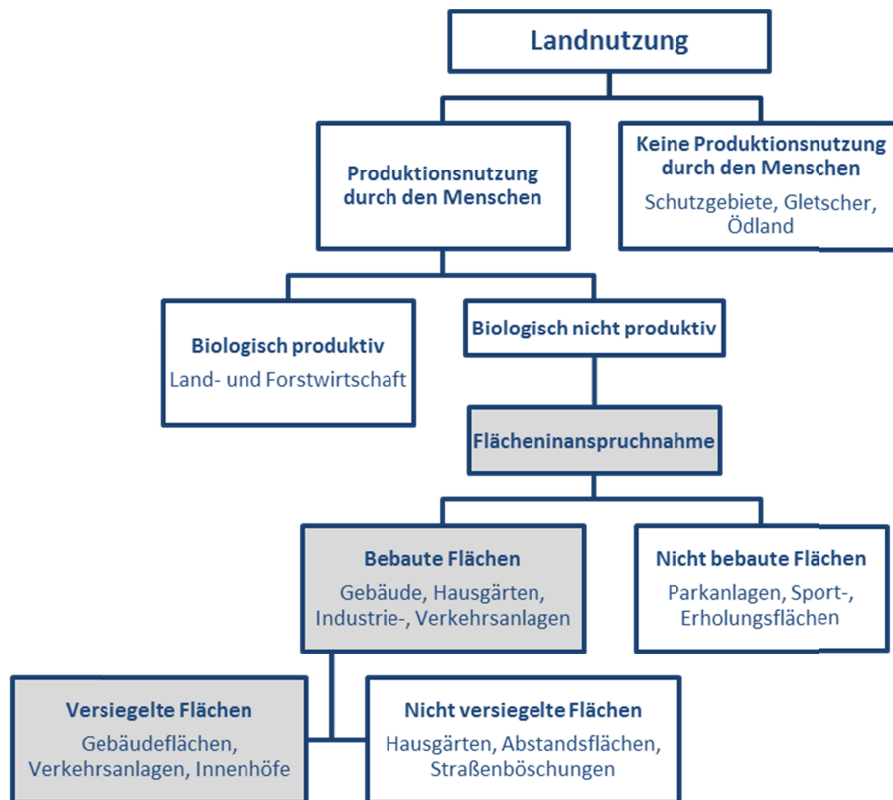 Landnutzung
Produktionsnutzung
durch den Menschen
Keine Produktionsnutzung
durch den Menschen
Schutzgebiete, Gletscher,
Ödland
Biologisch produktiv
Land- und Forstwirtschaft
Biologisch nicht produktiv
Flächeninanspruchnahme
Bebaute Flächen
Gebäude, Hausgärten,
Industrie-, Verkehrsanlagen
Nicht bebaute Flächen
Parkanlagen, Sport-,
Erholungsflächen
Versiegelte Flächen
Gebäudeflächen,
Verkehrsanlagen, Innenhöfe
Nicht versiegelte Flächen
Hausgärten, Abstandsflächen,
Straßenböschungen